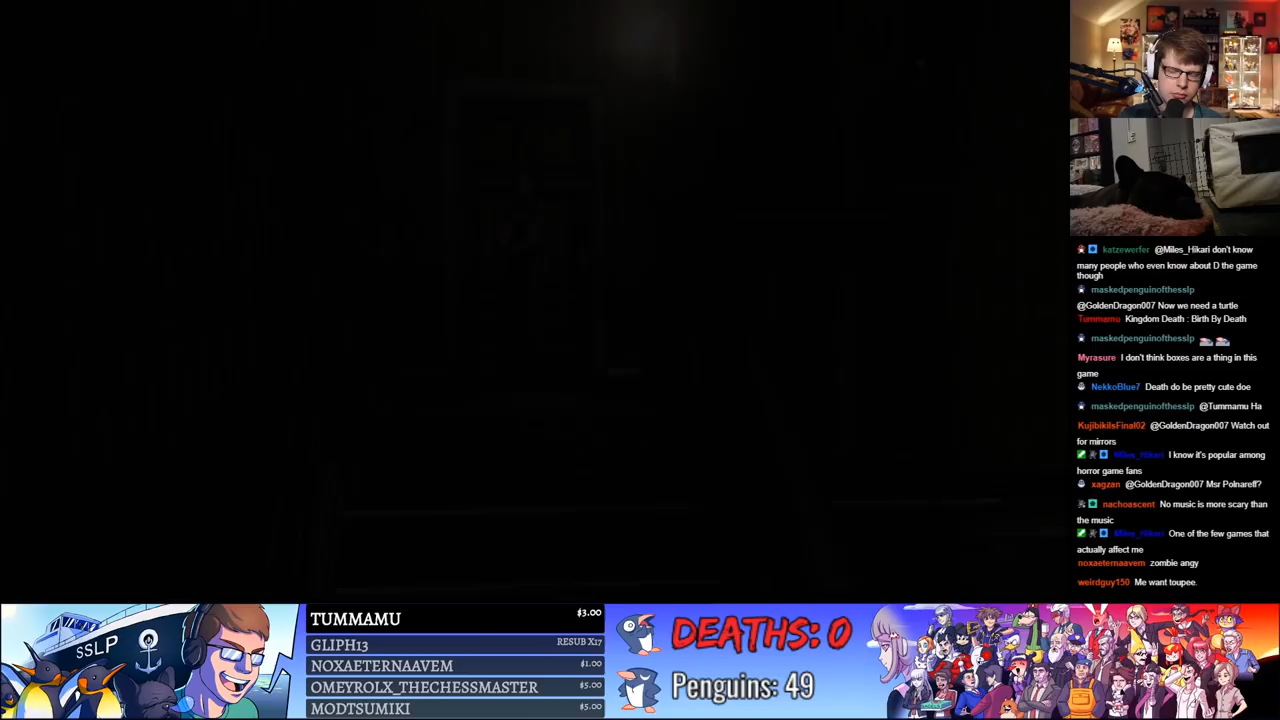 katzewerfer @Miles_Hikari don't know
many people who even know about D the game
though
maskedpenguinofthesslp
@GoldenDragon007 Now we need a turtle
Tummamu Kingdom Death : Birth By Death
maskedpenguinofthesslp
Myrasure I don't think boxes are a thing in this
game
NekkoBlue7 Death do be pretty cute doe
maskedpenguinofthesslp @Tummamu Ha
KujibikiIsFinal02 @GoldenDragon007 Watch out
for mirrors
Miles_Hikari I know it's popular among
horror game fans
xagzan @GoldenDragon007 Msr Polnareff?
nachoascent No music is more scary than
the music
Miles_Hikari One of the few games that
actually affect me
noxaeternaavem zombie angy
weirdguy150 Me want toupee.
SSLP
TUMMAMU $3.00
GLIPH13 RESUB X17
NOXAETERNAAVEM $1.00
OMEYROLX_THECHESSMASTER $5.00
MODTSUMIKI $5.00
DEATHS: 0
Penguins: 49